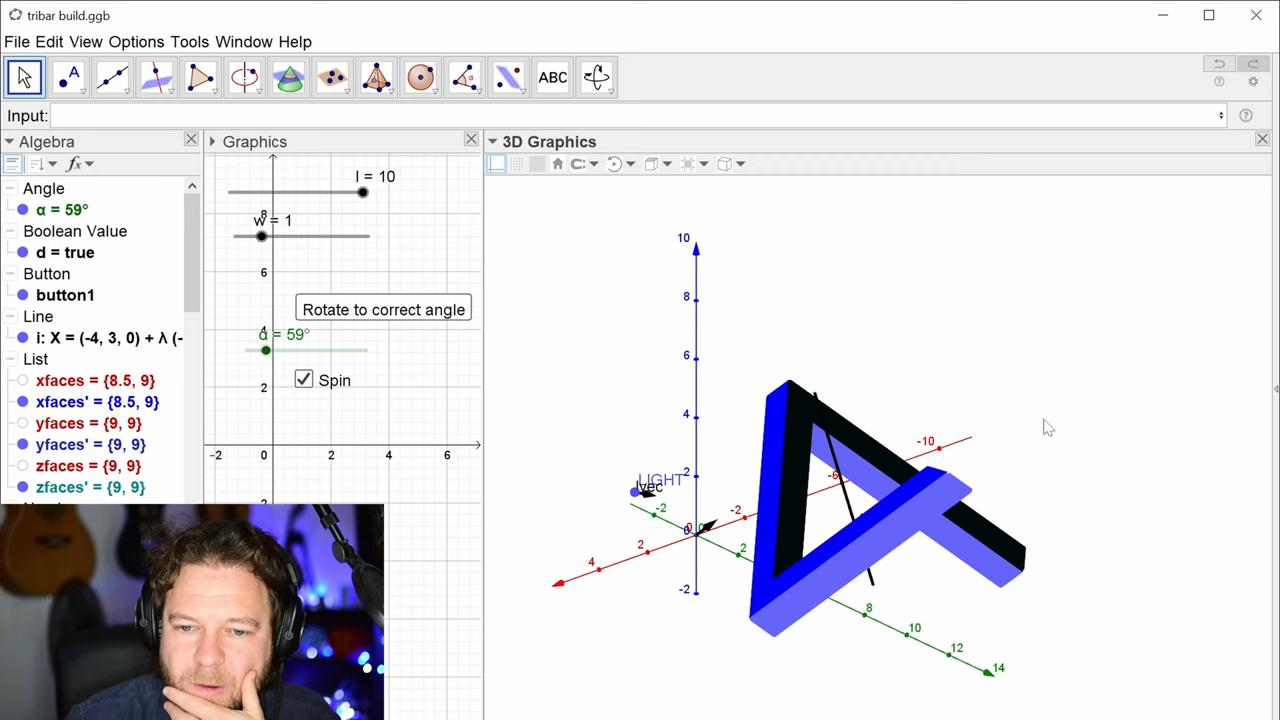 tribar build.ggb
File Edit View Options Tools Window Help
A
ABC
Input:
Algebra
Graphics
3D Graphics
fx
Angle
α = 59°
Boolean Value
d = true
Button
button1
Line
i: X = (-4, 3, 0) + λ (-
List
xfaces = {8.5, 9}
xfaces' = {8.5, 9}
yfaces = {9, 9}
yfaces' = {9, 9}
zfaces = {9, 9}
zfaces' = {9, 9}
l = 10
8
w = 1
6
Rotate to correct angle
4
α = 59°
2
Spin
-2 0 2 4 6
10
8
6
4
2
0
-2
-10
-6
-2
2
4
LIGHT
lvec
-2
0
2
8
10
12
14